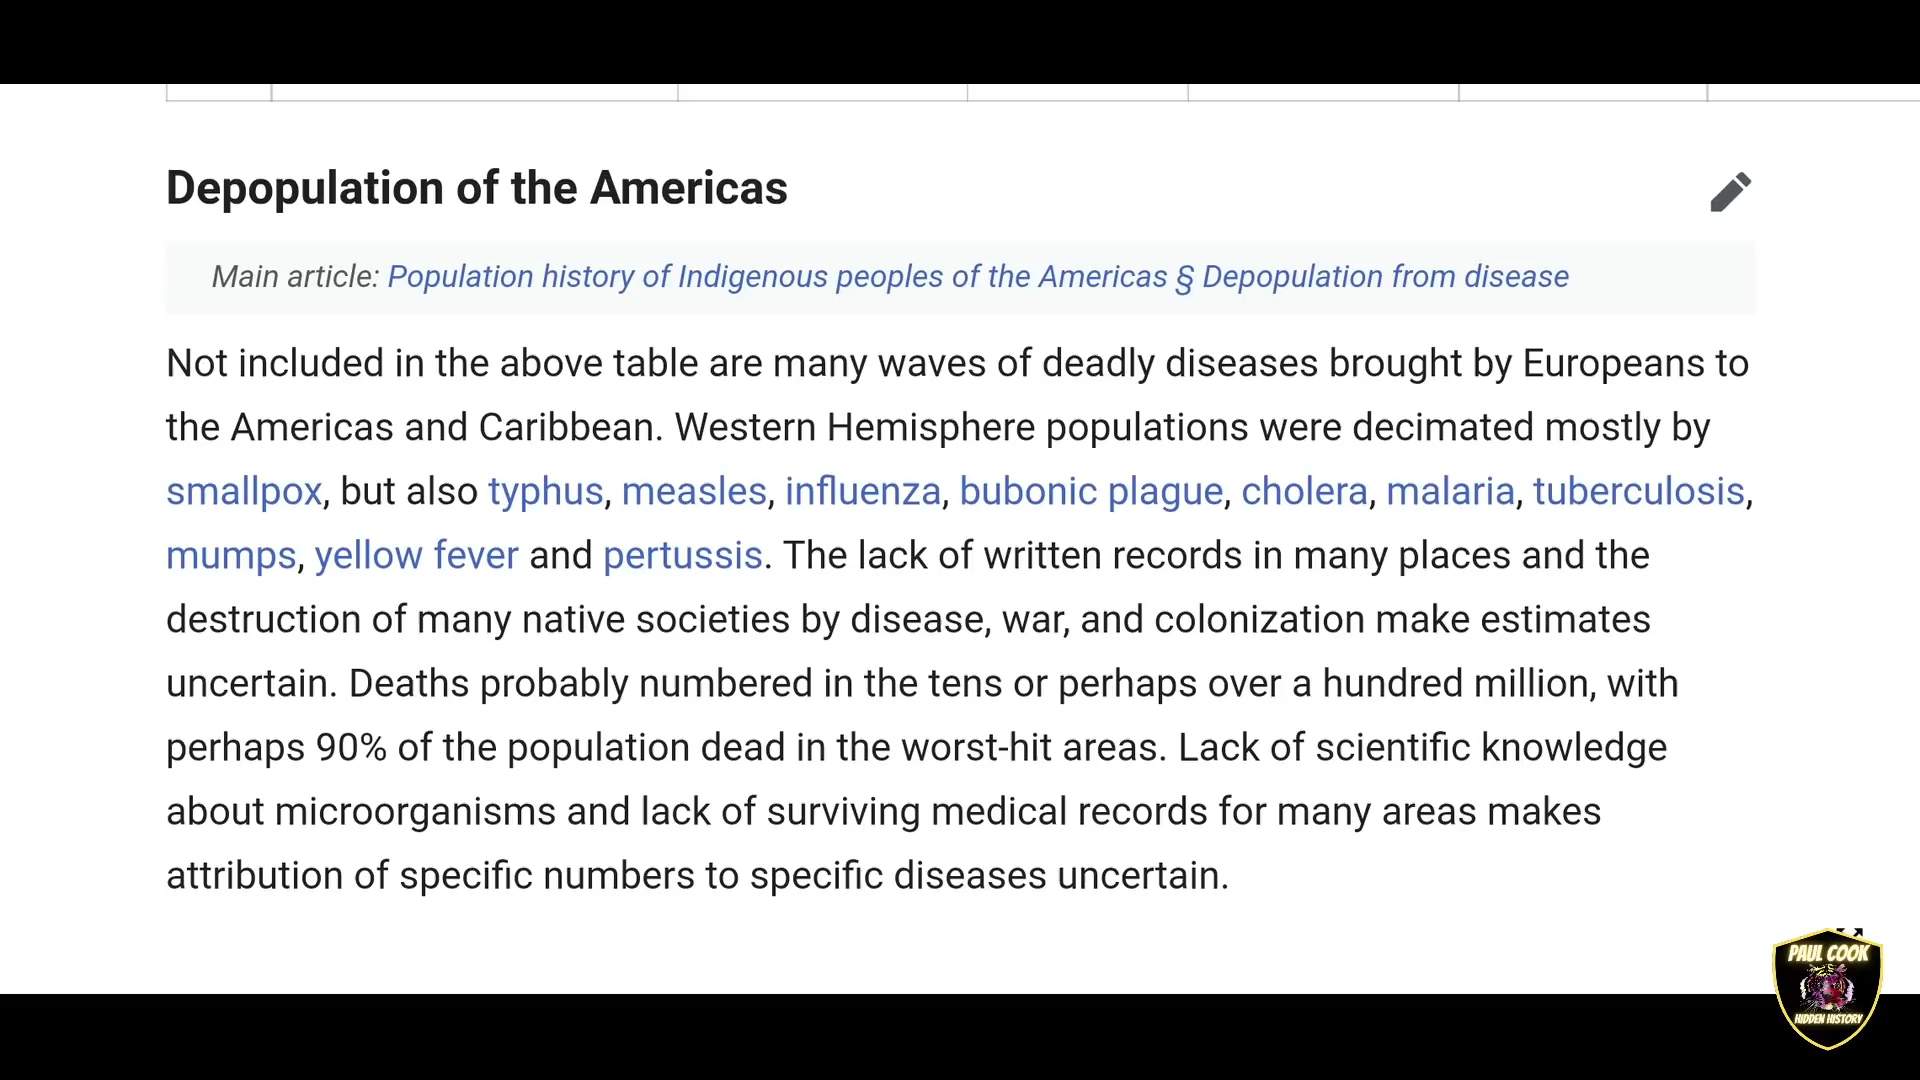 Depopulation of the Americas
Main article: Population history of Indigenous peoples of the Americas § Depopulation from disease
Not included in the above table are many waves of deadly diseases brought by Europeans to
the Americas and Caribbean. Western Hemisphere populations were decimated mostly by
smallpox, but also typhus, measles, influenza, bubonic plague, cholera, malaria, tuberculosis,
mumps, yellow fever and pertussis. The lack of written records in many places and the
destruction of many native societies by disease, war, and colonization make estimates
uncertain. Deaths probably numbered in the tens or perhaps over a hundred million, with
perhaps 90% of the population dead in the worst-hit areas. Lack of scientific knowledge
about microorganisms and lack of surviving medical records for many areas makes
attribution of specific numbers to specific diseases uncertain.
PAUL COOK
HIDDEN HISTORY